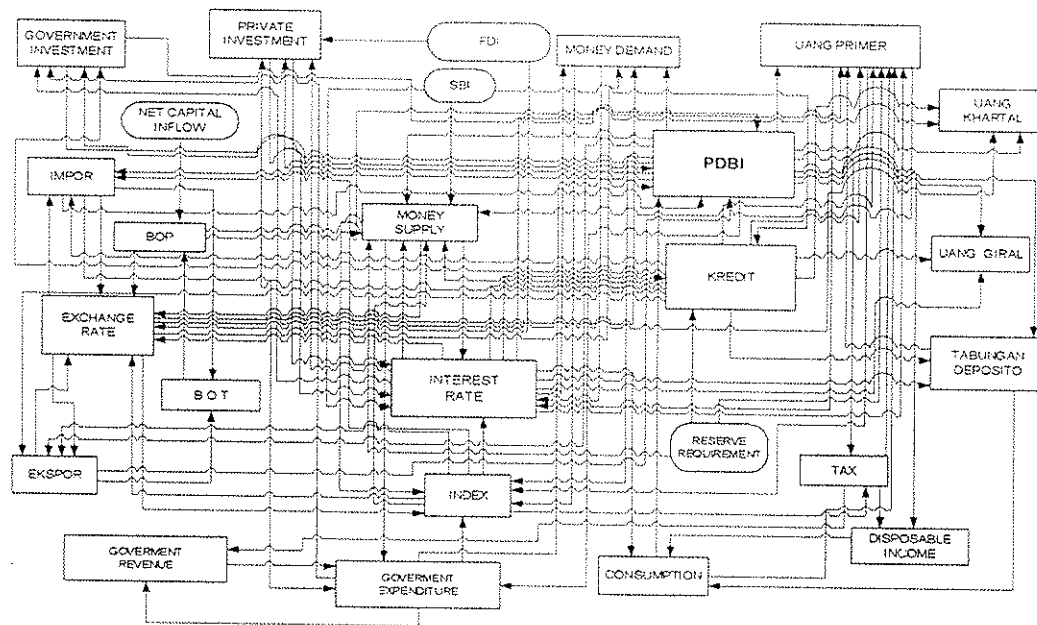 GOVERNMENT
INVESTMENT
PRIVATE
INVESTMENT
FDI
MONEY DEMAND
UANG PRIMER
SBI
NET CAPITAL
INFLOW
UANG
KHARTAL
IMPOR
PDBI
MONEY
SUPPLY
BOP
UANG GIRAL
KREDIT
EXCHANGE
RATE
TABUNGAN
DEPOSITO
INTEREST
RATE
B O T
RESERVE
REQUIREMENT
EKSPOR
TAX
INDEX
DISPOSABLE
INCOME
GOVERMENT
REVENUE
GOVERMENT
EXPENDITURE
CONSUMPTION